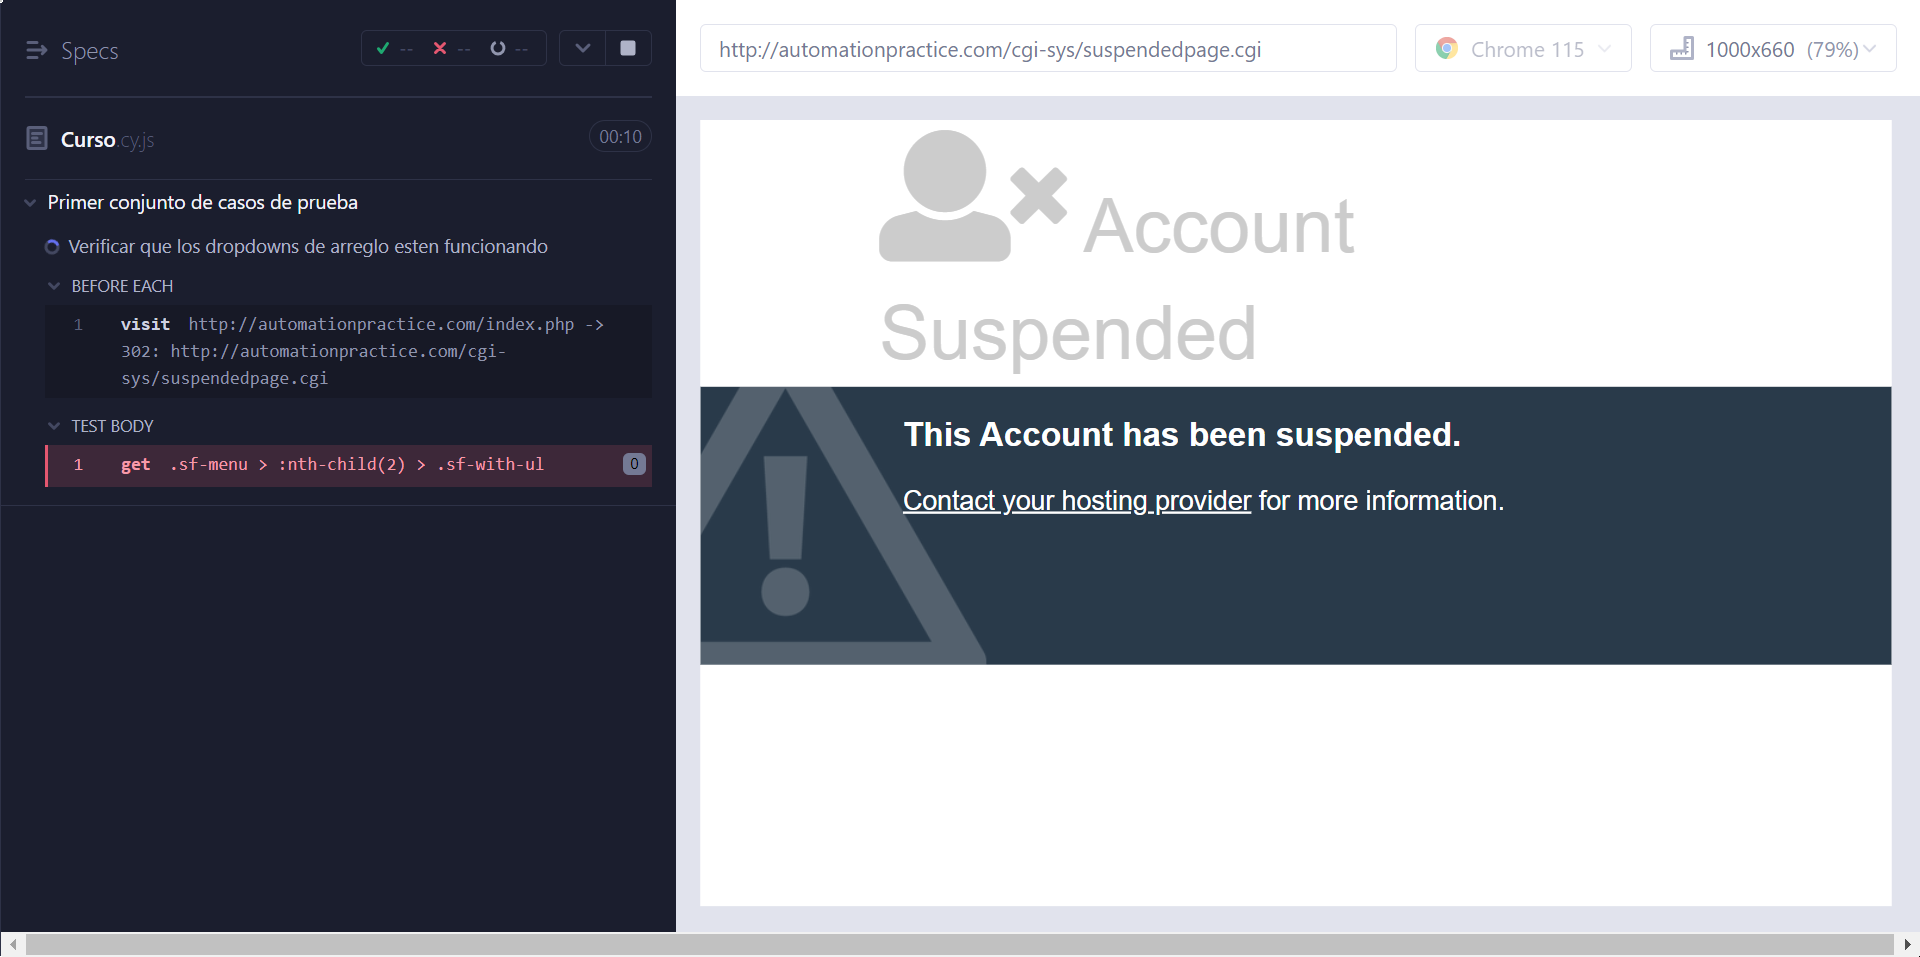 Specs
-- -- --
Curso.cy.js
00:10
Primer conjunto de casos de prueba
Verificar que los dropdowns de arreglo esten funcionando
BEFORE EACH
1 visit http://automationpractice.com/index.php ->
302: http://automationpractice.com/cgi-
sys/suspendedpage.cgi
TEST BODY
1 get .sf-menu > :nth-child(2) > .sf-with-ul 0
http://automationpractice.com/cgi-sys/suspendedpage.cgi
Chrome 115
1000x660 (79%)
Account
Suspended
This Account has been suspended.
Contact your hosting provider for more information.